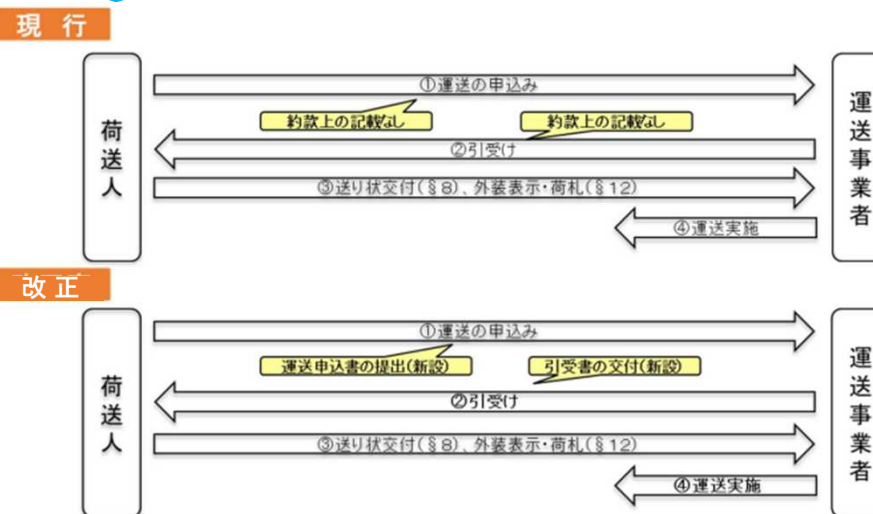 現 行
荷送人
運送事業者
①運送の申込み
約款上の記載なし
約款上の記載なし
②引受け
③送り状交付(§8)、外装表示・荷札(§12)
④運送実施
改 正
荷送人
運送事業者
①運送の申込み
運送申込書の提出(新設)
引受書の交付(新設)
②引受け
③送り状交付(§8)、外装表示・荷札(§12)
④運送実施